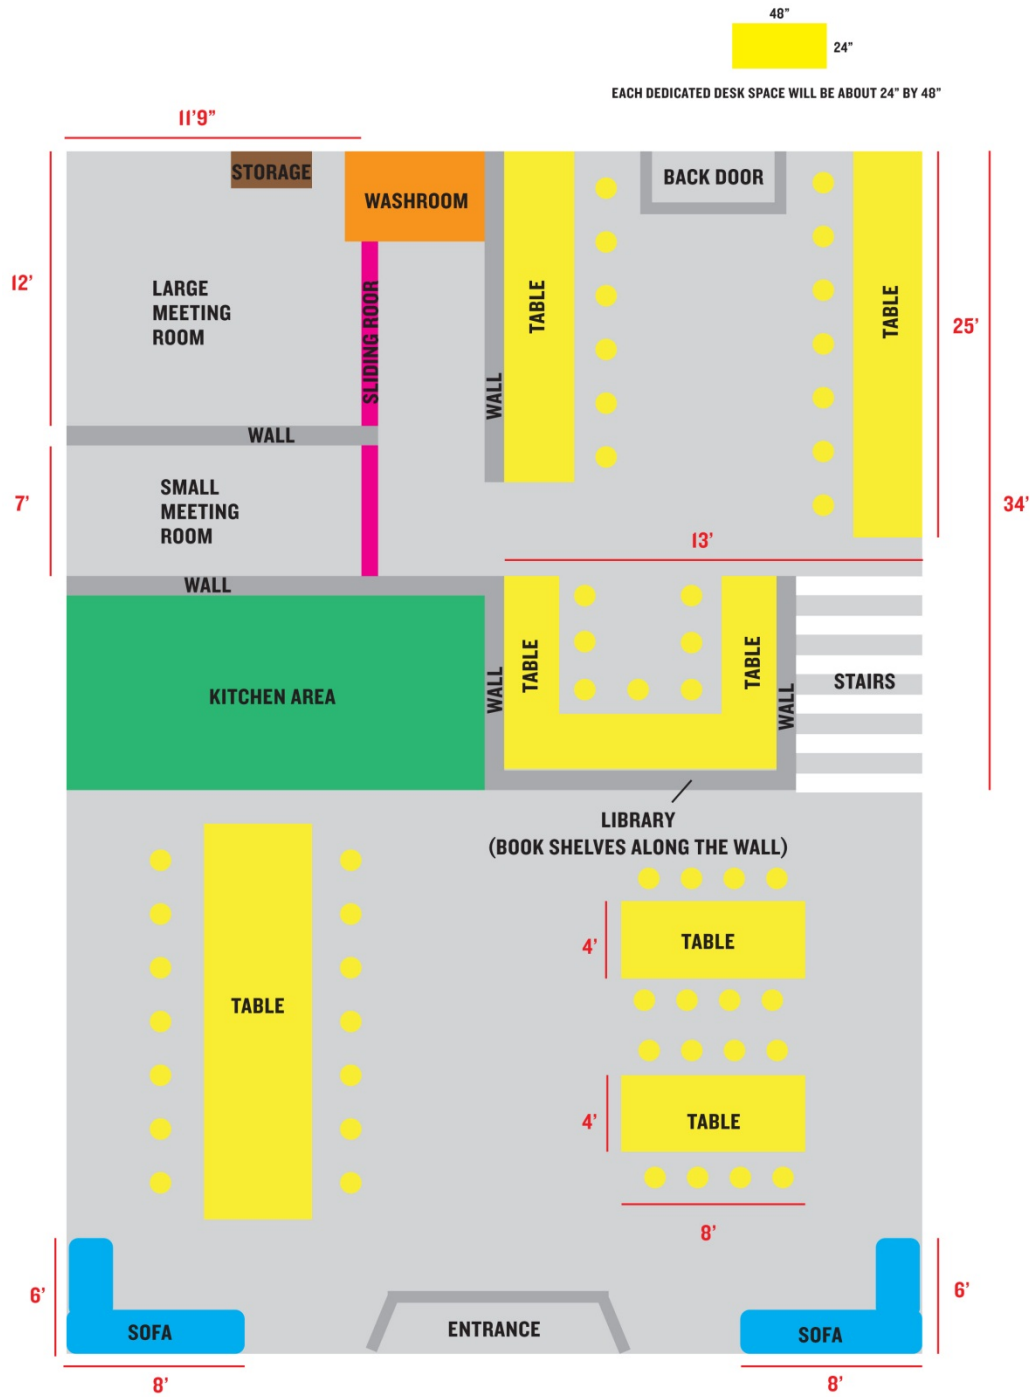 48”
24”
EACH DEDICATED DESK SPACE WILL BE ABOUT 24” BY 48”
11’9”
STORAGE
WASHROOM
BACK DOOR
12’
LARGE
MEETING
ROOM
SLIDING ROOR
TABLE
TABLE
25’
WALL
WALL
34’
7’
SMALL
MEETING
ROOM
13’
WALL
TABLE
TABLE
KITCHEN AREA
WALL
WALL
STAIRS
LIBRARY
(BOOK SHELVES ALONG THE WALL)
TABLE
4’
TABLE
4’
TABLE
8’
6’
SOFA
8’
ENTRANCE
SOFA
6’
8’